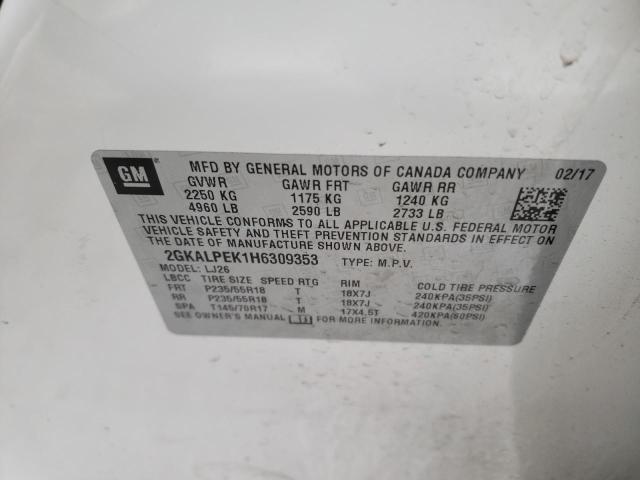 GM
MFD BY GENERAL MOTORS OF CANADA COMPANY 02/17
GVWR GAWR FRT GAWR RR
2250 KG 1175 KG 1240 KG
4960 LB 2590 LB 2733 LB
THIS VEHICLE CONFORMS TO ALL APPLICABLE U.S. FEDERAL MOTOR
VEHICLE SAFETY AND THEFT PREVENTION STANDARDS IN EFFECT ON
THE DATE OF MANUFACTURE SHOWN ABOVE.
2GKALPEK1H6309353 TYPE: M.P.V.
MODEL: LJ26
LBCC TIRE SIZE SPEED RTG RIM COLD TIRE PRESSURE
FRT P235/55R18 T 18X7J 240KPA(35PSI)
RR P235/55R18 T 18X7J 240KPA(35PSI)
SPA T145/70R17 M 17X4.5T 420KPA(60PSI)
SEE OWNER'S MANUAL FOR MORE INFORMATION.